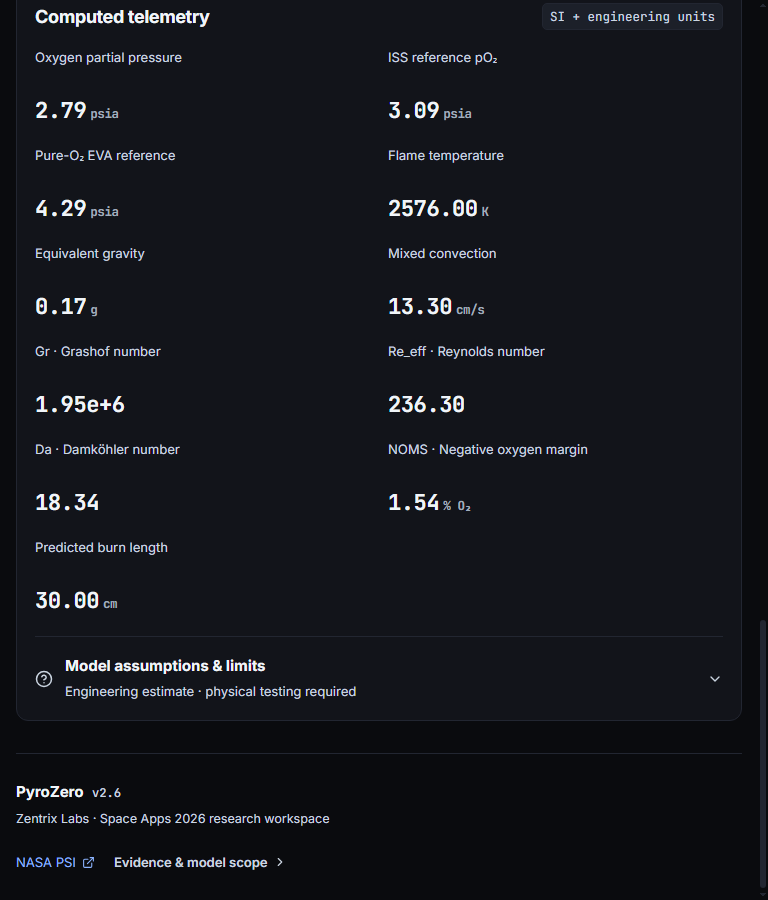 Computed telemetry
SI + engineering units
Oxygen partial pressure
ISS reference pO₂
2.79 psia
3.09 psia
Pure-O₂ EVA reference
Flame temperature
4.29 psia
2576.00 K
Equivalent gravity
Mixed convection
0.17 g
13.30 cm/s
Gr · Grashof number
Re_eff · Reynolds number
1.95e+6
236.30
Da · Damköhler number
NOMS · Negative oxygen margin
18.34
1.54 % O₂
Predicted burn length
30.00 cm
Model assumptions & limits
Engineering estimate · physical testing required
PyroZero v2.6
Zentrix Labs · Space Apps 2026 research workspace
NASA PSI
Evidence & model scope